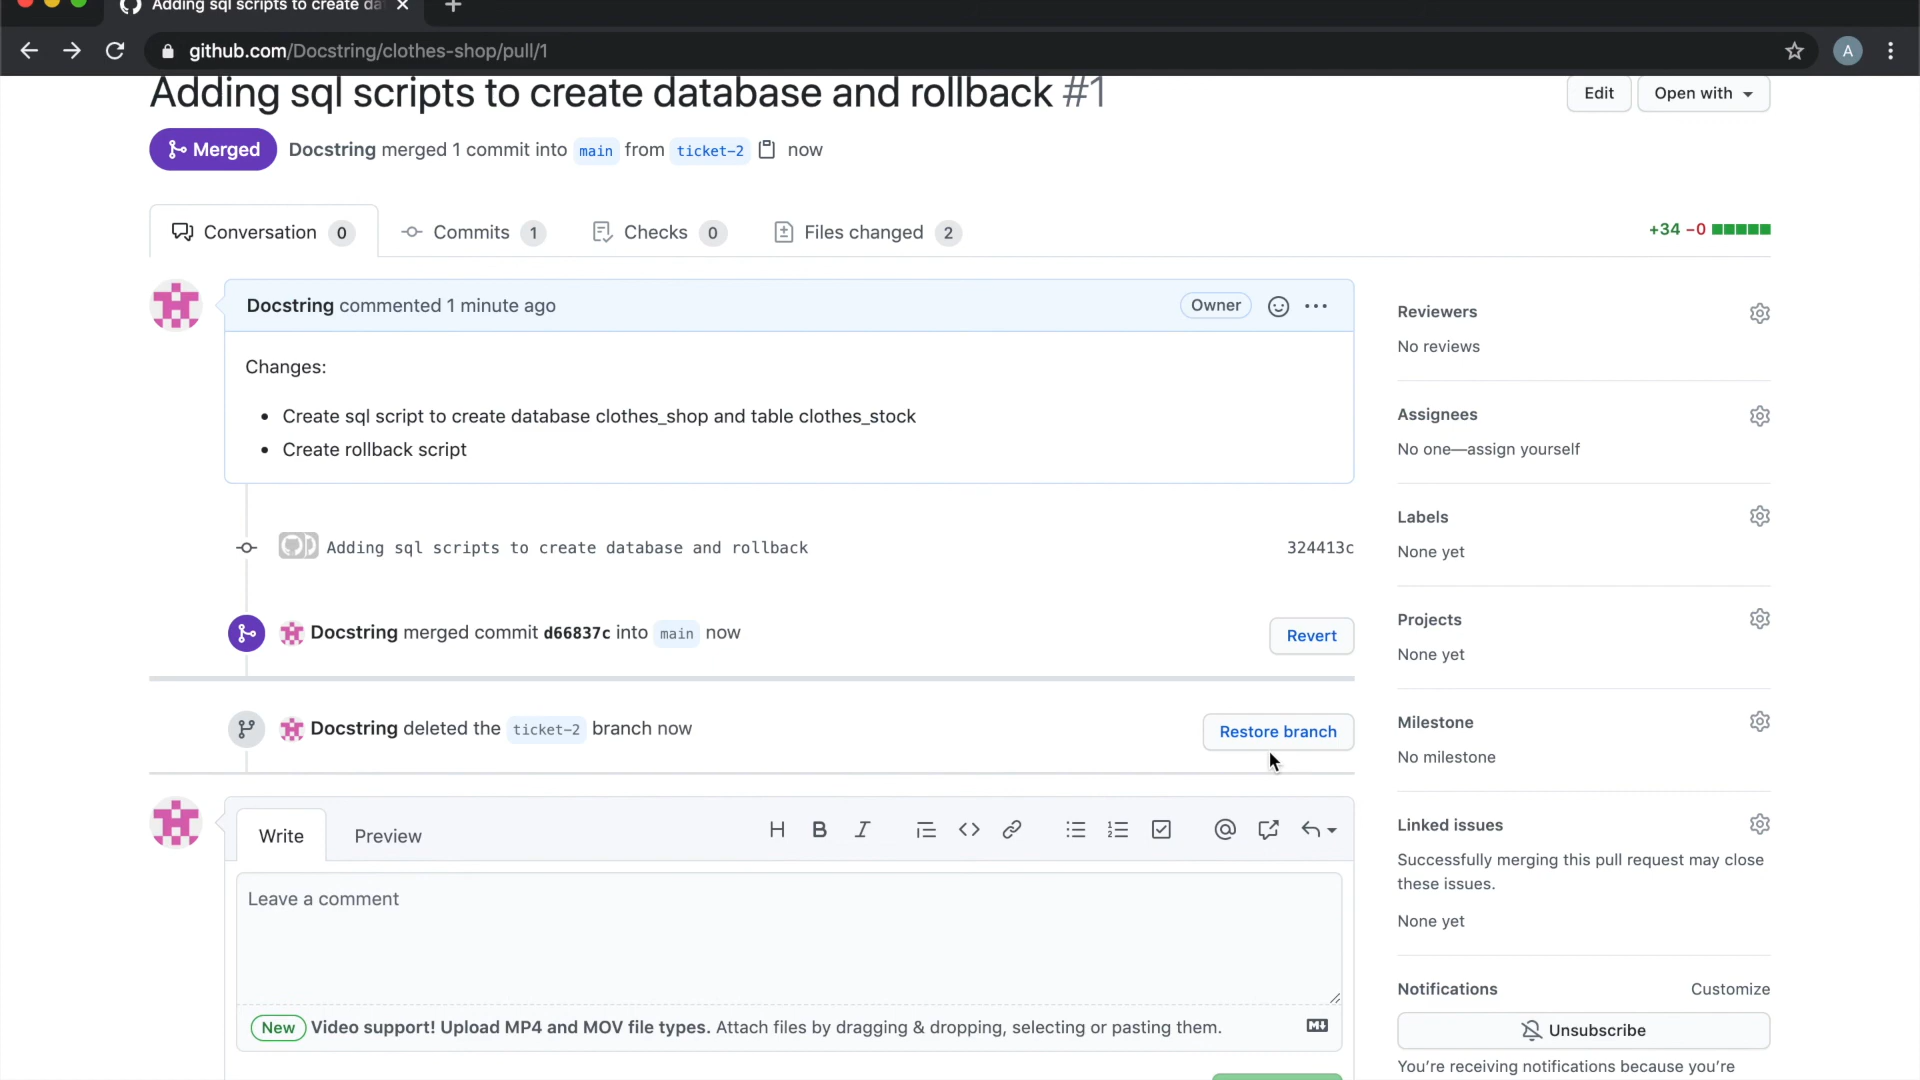 Adding sql scripts to create da
github.com/Docstring/clothes-shop/pull/1
A
Adding sql scripts to create database and rollback #1
Edit
Open with
Merged
Docstring merged 1 commit into main from ticket-2 now
Conversation 0
Commits 1
Checks 0
Files changed 2
+34 −0
Docstring commented 1 minute ago
Owner
Changes:
• Create sql script to create database clothes_shop and table clothes_stock
• Create rollback script
Adding sql scripts to create database and rollback
324413c
Docstring merged commit d66837c into main now
Revert
Docstring deleted the ticket-2 branch now
Restore branch
Write
Preview
H B I
Leave a comment
New Video support! Upload MP4 and MOV file types. Attach files by dragging & dropping, selecting or pasting them.
Reviewers
No reviews
Assignees
No one—assign yourself
Labels
None yet
Projects
None yet
Milestone
No milestone
Linked issues
Successfully merging this pull request may close
these issues.
None yet
Notifications
Customize
Unsubscribe
You're receiving notifications because you're